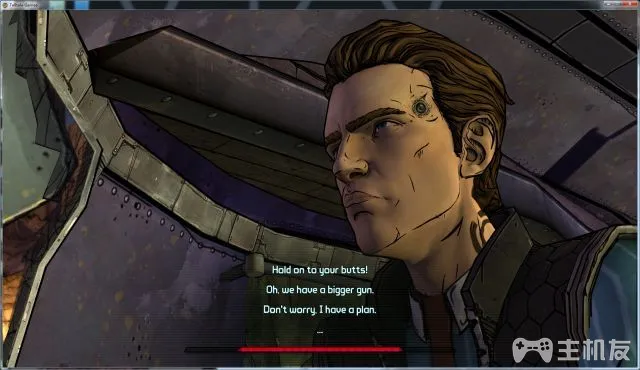 Telltale Games
Hold on to your butts!
Oh, we have a bigger gun.
Don't worry, I have a plan.
...
主机友